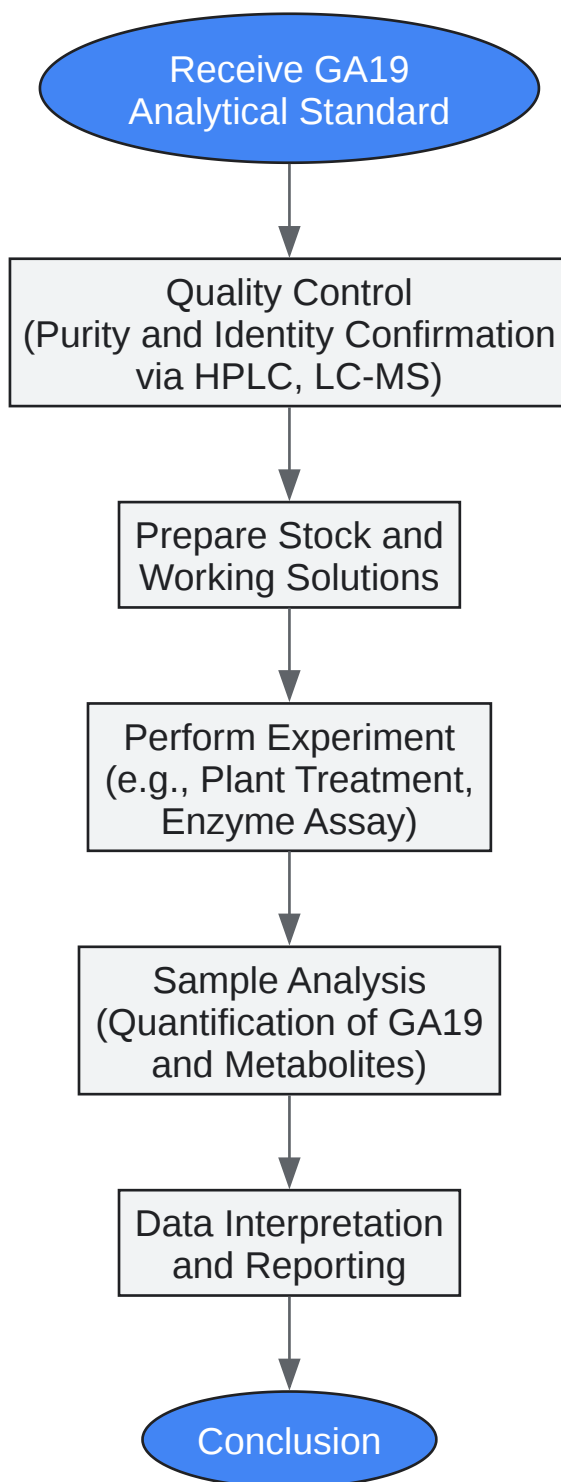 Receive GA19
Analytical Standard
Quality Control
(Purity and Identity Confirmation
via HPLC, LC-MS)
Prepare Stock and
Working Solutions
Perform Experiment
(e.g., Plant Treatment,
Enzyme Assay)
Sample Analysis
(Quantification of GA19
and Metabolites)
Data Interpretation
and Reporting
Conclusion